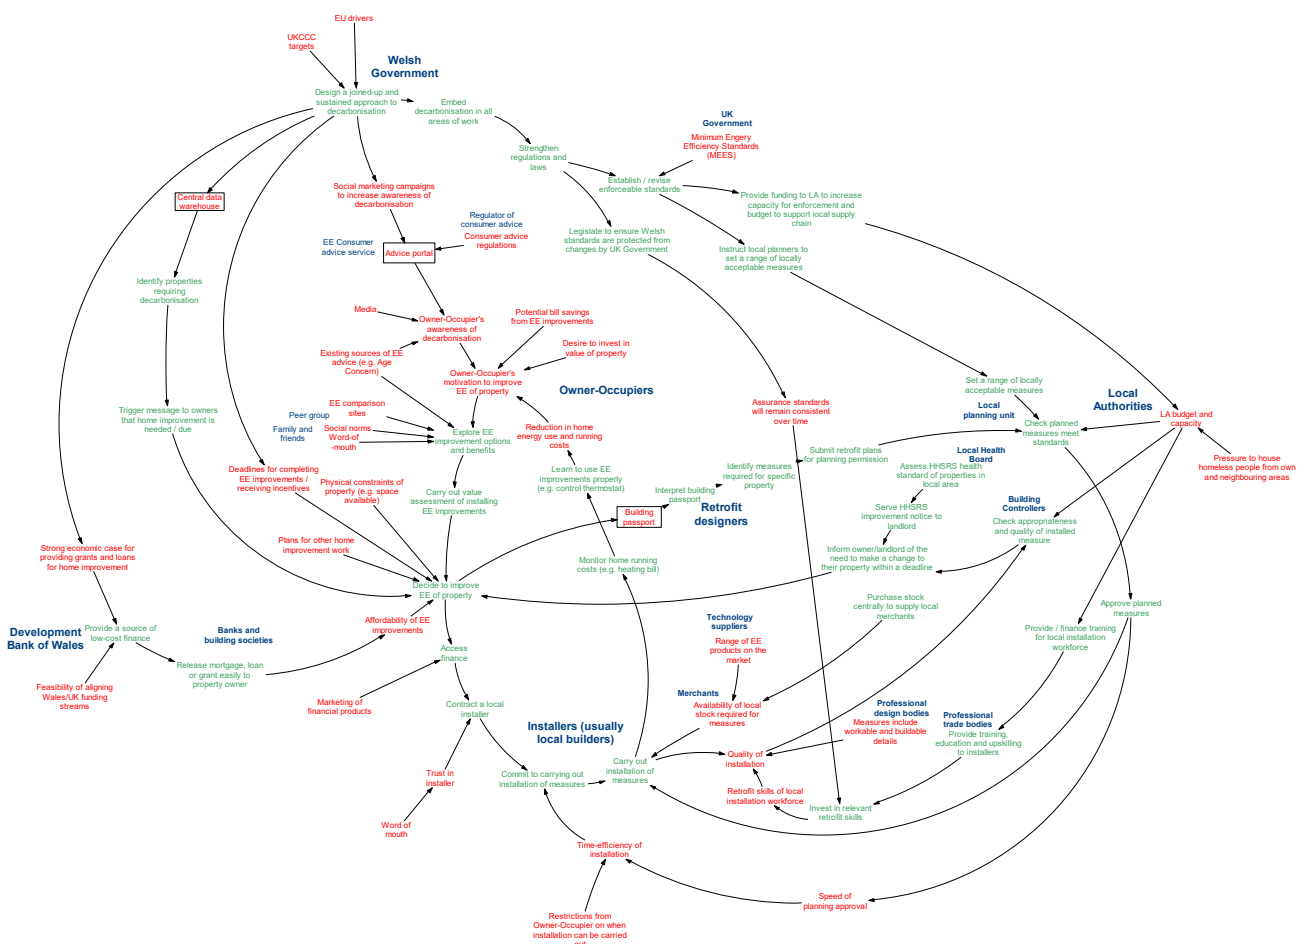 EU drivers
UKCCC
targets
Welsh
Government
Design a joined-up and
sustained approach to
decarbonisation
Embed
decarbonisation in all
areas of work
UK
Government
Minimum Engery
Efficiency Standards
(MEES)
Strengthen
regulations and
laws
Establish / revise
enforceable standards
Social marketing campaigns
to increase awareness of
decarbonisation
Central data
warehouse
Provide funding to LA to increase
capacity for enforcement and
budget to support local supply
chain
Regulator of
consumer advice
Consumer advice
regulations
EE Consumer
advice service
Advice portal
Legislate to ensure Welsh
standards are protected from
changes by UK Government
Instruct local planners to
set a range of locally
acceptable measures
Identify properties
requiring
decarbonisation
Media
Owner-Occupier's
awareness of
decarbonisation
Potential bill savings
from EE improvements
Desire to invest in
value of property
Existing sources of EE
advice (e.g. Age
Concern)
Owner-Occupier's
motivation to improve
EE of property
Owner-Occupiers
Set a range of locally
acceptable measures
Local
Authorities
Trigger message to owners
that home improvement is
needed / due
EE comparison
sites
Peer group
Family and
friends
Social norms
Word-of
-mouth
Explore EE
improvement options
and benefits
Reduction in home
energy use and running
costs
Assurance standards
will remain consistent
over time
Local
planning unit
Check planned
measures meet
standards
LA budget and
capacity
Pressure to house
homeless people from own
and neighbouring areas
Submit retrofit plans
for planning permission
Local Health
Board
Assess HHSRS health
standard of properties in
local area
Deadlines for completing
EE improvements /
receiving incentives
Physical constraints of
property (e.g. space
available)
Carry out value
assessment of installing
EE improvements
Learn to use EE
improvements properly
(e.g. control thermostat)
Identify measures
required for specific
property
Interpret building
passport
Building
passport
Retrofit
designers
Serve HHSRS
improvement notice to
landlord
Building
Controllers
Check appropriateness
and quality of installed
measure
Plans for other home
improvement work
Strong economic case for
providing grants and loans
for home improvement
Monitor home running
costs (e.g. heating bill)
Inform owner/landlord of the
need to make a change to
their property within a deadline
Decide to improve
EE of property
Purchase stock
centrally to supply local
merchants
Approve planned
measures
Development
Bank of Wales
Provide a source of
low-cost finance
Banks and
building societies
Affordability of EE
improvements
Technology
suppliers
Range of EE
products on the
market
Provide / finance training
for local installation
workforce
Access
finance
Release mortgage, loan
or grant easily to
property owner
Feasibility of aligning
Wales/UK funding
streams
Marketing of
financial products
Contract a local
installer
Merchants
Availability of local
stock required for
measures
Professional
design bodies
Measures include
workable and buildable
details
Professional
trade bodies
Provide training,
education and upskilling
to installers
Installers (usually
local builders)
Quality of
installation
Trust in
installer
Commit to carrying out
installation of measures
Carry out
installation of
measures
Retrofit skills of local
installation workforce
Invest in relevant
retrofit skills
Word of
mouth
Time-efficiency of
installation
Speed of
planning approval
Restrictions from
Owner-Occupier on when
installation can be carried